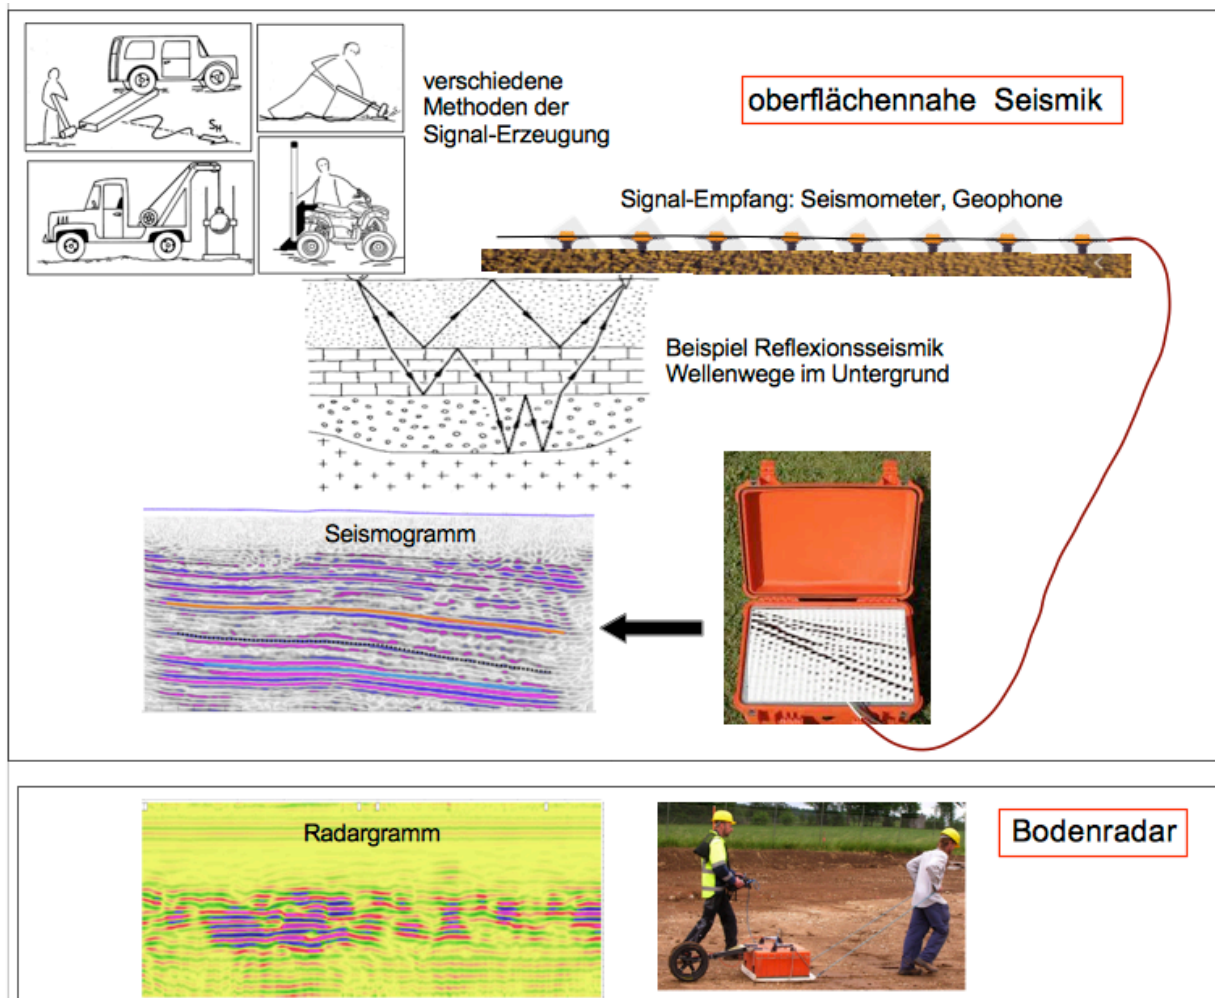 verschiedene
Methoden der
Signal-Erzeugung
oberflächennahe Seismik
S_H
Signal-Empfang: Seismometer, Geophone
Beispiel Reflexionsseismik
Wellenwege im Untergrund
Seismogramm
Radargramm
Bodenradar